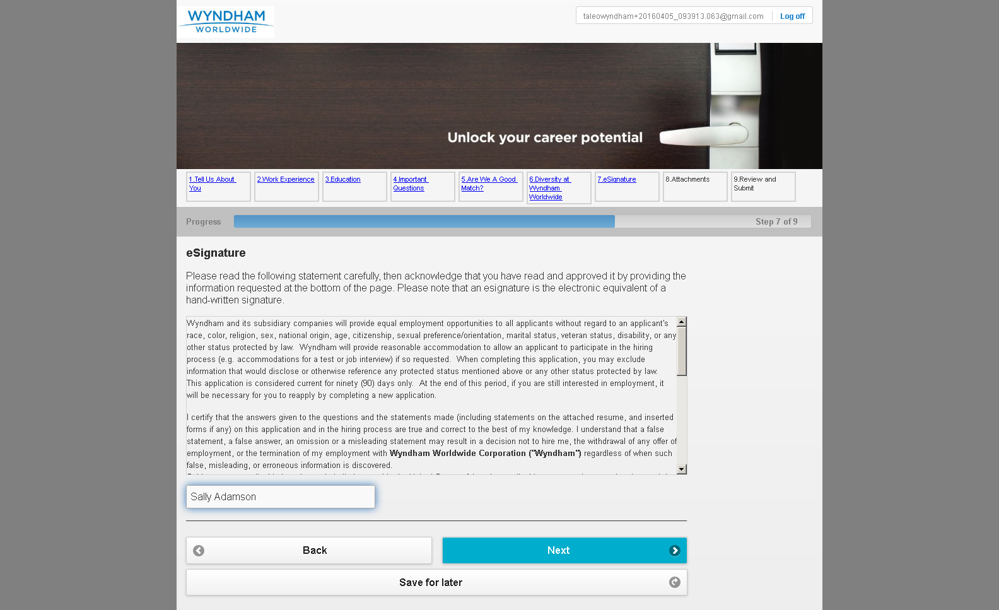 WYNDHAM
WORLDWIDE
taleowyndham+20160405_093913.063@gmail.com
Log off
Unlock your career potential
1.Tell Us About
You
2.Work Experience
3.Education
4.Important
Questions
5.Are We A Good
Match?
6.Diversity at
Wyndham
Worldwide
7.eSignature
8.Attachments
9.Review and
Submit
Progress
Step 7 of 9
eSignature
Please read the following statement carefully, then acknowledge that you have read and approved it by providing the
information requested at the bottom of the page. Please note that an esignature is the electronic equivalent of a
hand-written signature.
Wyndham and its subsidiary companies will provide equal employment opportunities to all applicants without regard to an applicant's
race, color, religion, sex, national origin, age, citizenship, sexual preference/orientation, marital status, veteran status, disability, or any
other status protected by law.  Wyndham will provide reasonable accommodation to allow an applicant to participate in the hiring
process (e.g. accommodations for a test or job interview) if so requested.  When completing this application, you may exclude
information that would disclose or otherwise reference any protected status mentioned above or any other status protected by law.
This application is considered current for ninety (90) days only.  At the end of this period, if you are still interested in employment, it
will be necessary for you to reapply by completing a new application.
I certify that the answers given to the questions and the statements made (including statements on the attached resume, and inserted
forms if any) on this application and in the hiring process are true and correct to the best of my knowledge. I understand that a false
statement, a false answer, an omission or a misleading statement may result in a decision not to hire me, the withdrawal of any offer of
employment, or the termination of my employment with Wyndham Worldwide Corporation ("Wyndham") regardless of when such
false, misleading, or erroneous information is discovered.
Sally Adamson
Back
Next
Save for later